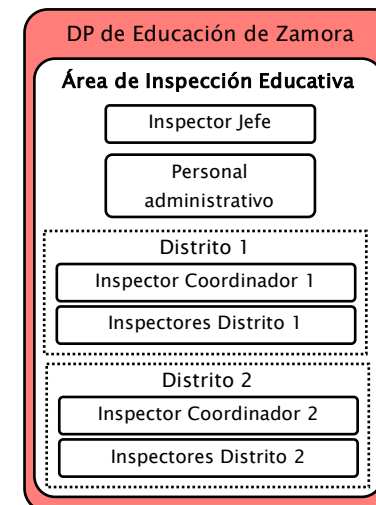 DP de Educación de Zamora
Área de Inspección Educativa
Inspector Jefe
Personal
administrativo
Distrito 1
Inspector Coordinador 1
Inspectores Distrito 1
Distrito 2
Inspector Coordinador 2
Inspectores Distrito 2